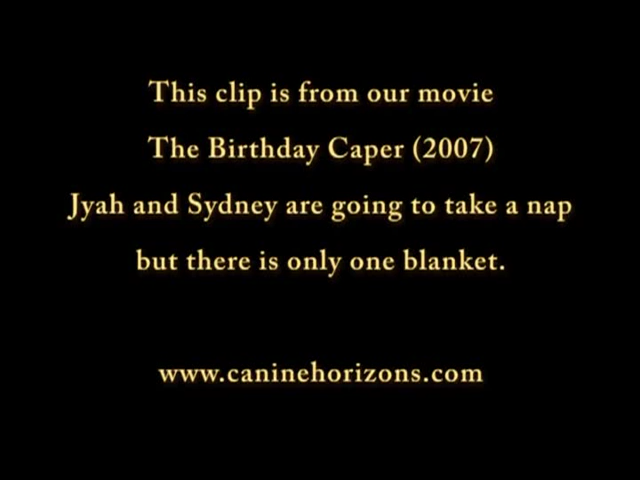 This clip is from our movie
The Birthday Caper (2007)
Jyah and Sydney are going to take a nap
but there is only one blanket.
www.caninehorizons.com